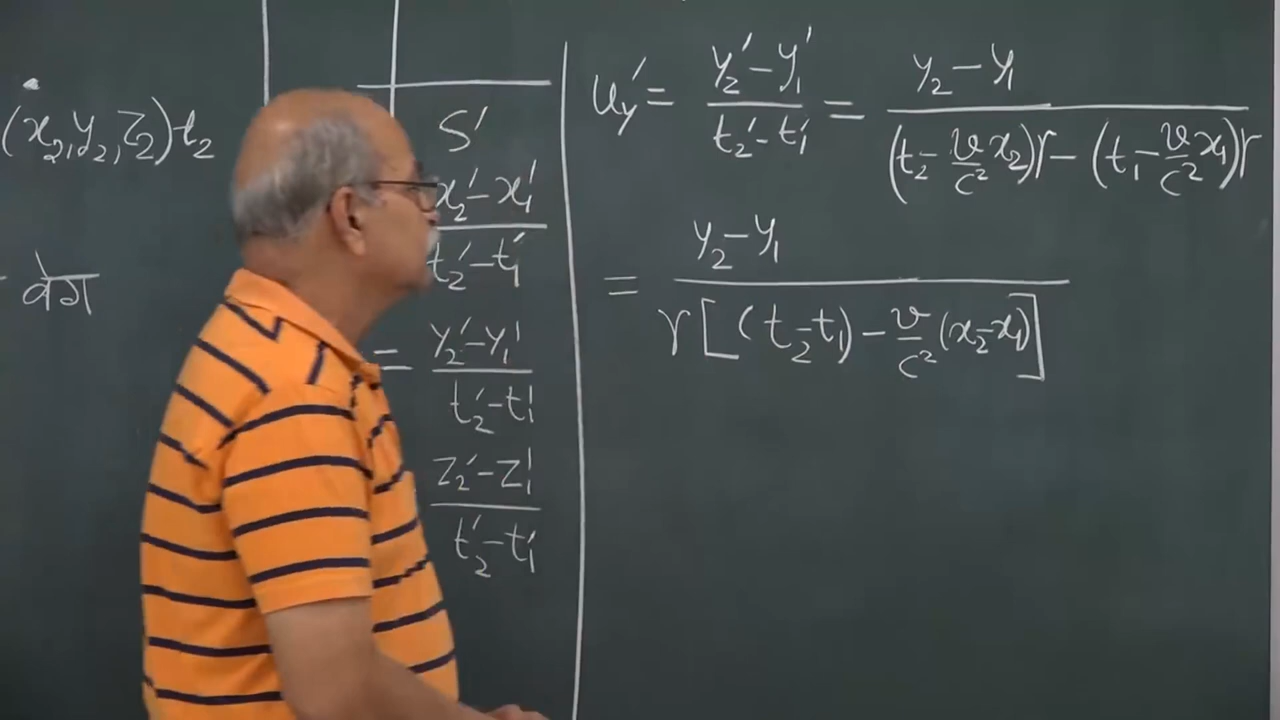 (x₂, y₂, z₂) t₂
वेग
S′
x₂′ − x₁′
t₂′ − t₁′
= y₂′ − y₁′
t₂′ − t₁′
z₂′ − z₁′
t₂′ − t₁′
u_y′ = (y₂′ − y₁′) / (t₂′ − t₁′) = (y₂ − y₁) / ((t₂ − v/c² x₂)γ − (t₁ − v/c² x₁)γ)
= (y₂ − y₁) / (γ[(t₂ − t₁) − v/c² (x₂ − x₁)])